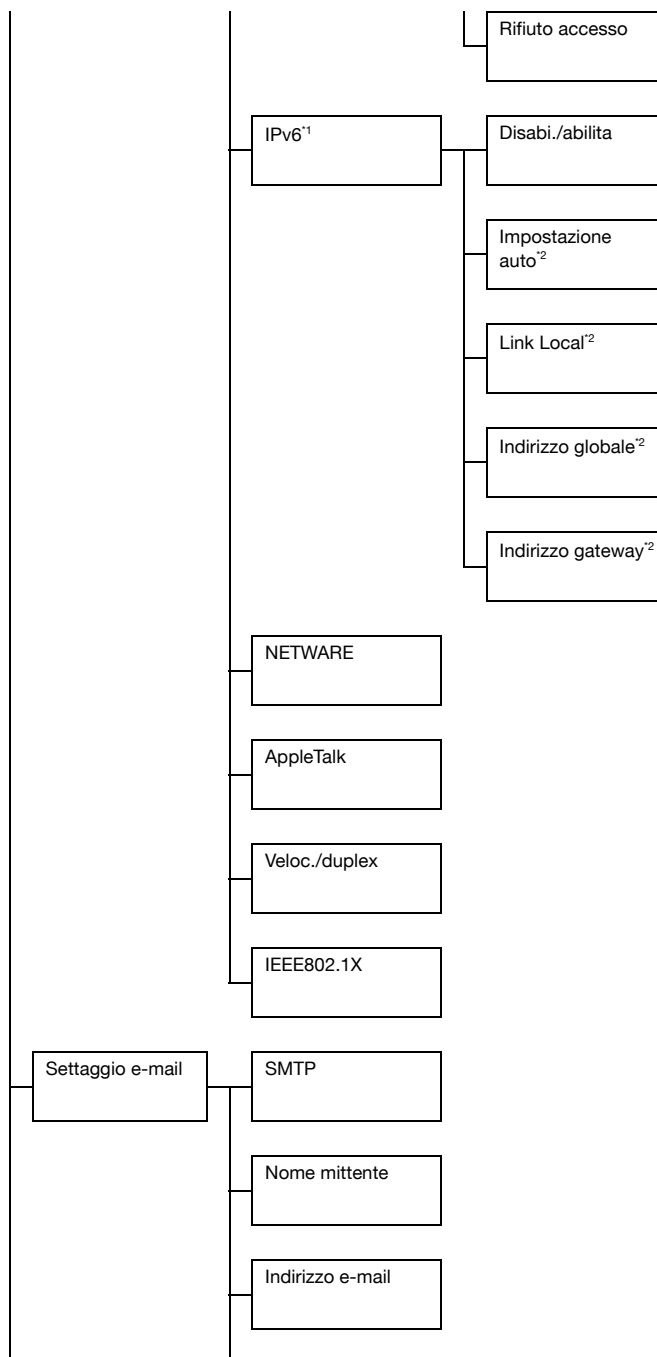 Rifiuto accesso
IPv6*1
Disabi./abilita
Impostazione
auto*2
Link Local*2
Indirizzo globale*2
Indirizzo gateway*2
NETWARE
AppleTalk
Veloc./duplex
IEEE802.1X
Settaggio e-mail
SMTP
Nome mittente
Indirizzo e-mail